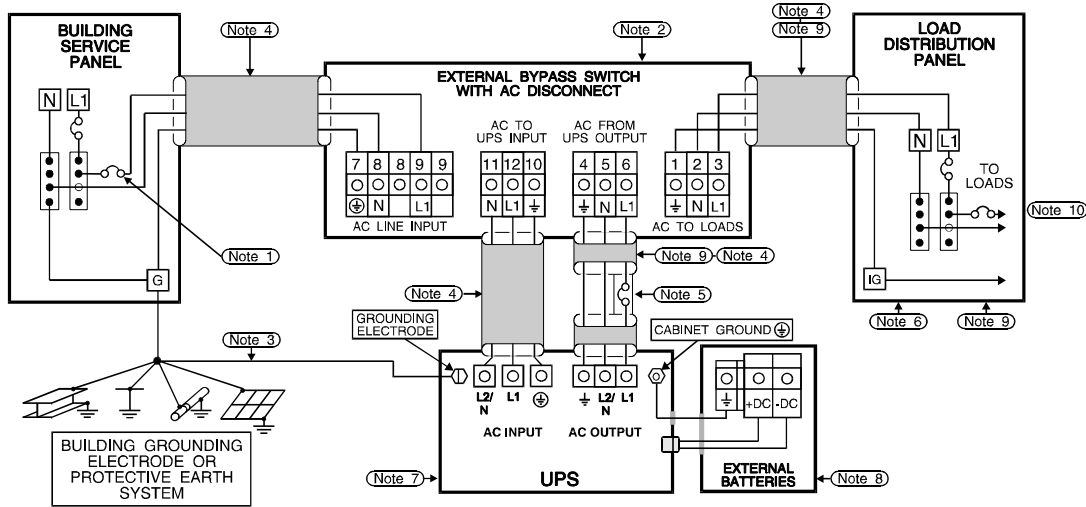 BUILDING
SERVICE
PANEL
Note 4
Note 2
Note 4
Note 9
LOAD
DISTRIBUTION
PANEL
EXTERNAL BYPASS SWITCH
WITH AC DISCONNECT
N L1
AC TO
UPS INPUT
AC FROM
UPS OUTPUT
7 8 8 9 9
11 12 10
4 5 6
1 2 3
N L1
TO
LOADS
N L1
N L1
N L1
N L1
AC LINE INPUT
AC TO LOADS
Note 10
Note 1
Note 9
Note 4
G
IG
Note 4
Note 5
Note 6
Note 9
GROUNDING
ELECTRODE
CABINET GROUND
Note 3
L2/
N
L1
L2/
N
L1
+DC -DC
AC INPUT
AC OUTPUT
BUILDING GROUNDING
ELECTRODE OR
PROTECTIVE EARTH
SYSTEM
EXTERNAL
BATTERIES
Note 7
UPS
Note 8